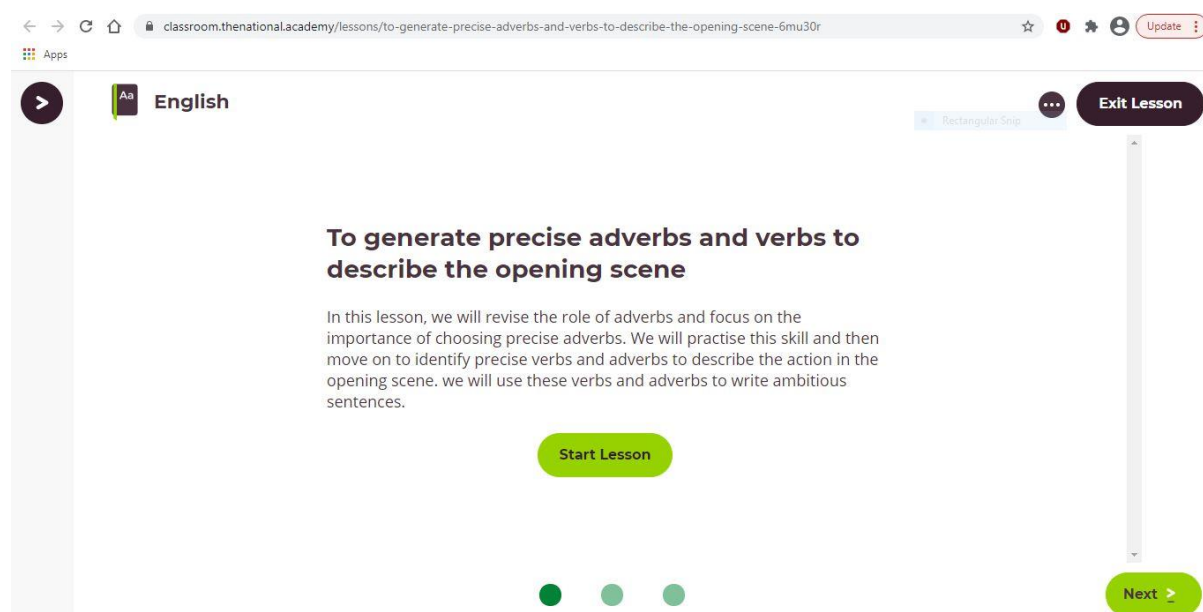 classroom.thenational.academy/lessons/to-generate-precise-adverbs-and-verbs-to-describe-the-opening-scene-6mu30r
Update
Apps
Aa
English
Exit Lesson
Rectangular Snip
To generate precise adverbs and verbs to
describe the opening scene
In this lesson, we will revise the role of adverbs and focus on the
importance of choosing precise adverbs. We will practise this skill and then
move on to identify precise verbs and adverbs to describe the action in the
opening scene. we will use these verbs and adverbs to write ambitious
sentences.
Start Lesson
Next